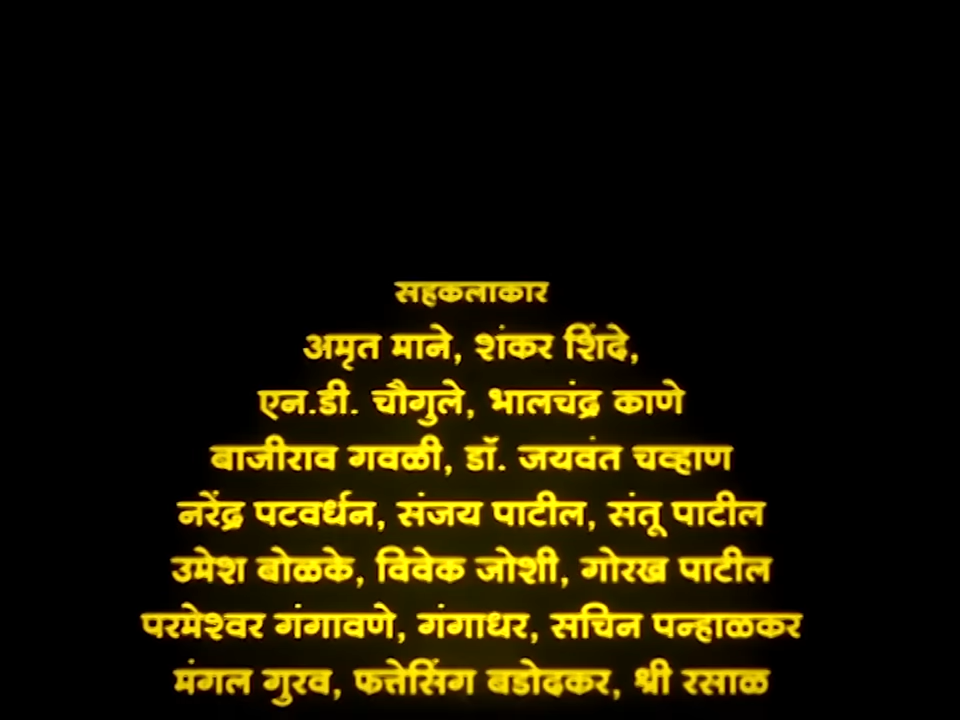 सहकलाकार
अमृत माने, शंकर शिंदे,
एन.डी. चौगुले, भालचंद्र काणे
बाजीराव गवळी, डॉ. जयवंत चव्हाण
नरेंद्र पटवर्धन, संजय पाटील, संतू पाटील
उमेश बोळके, विवेक जोशी, गोरख पाटील
परमेश्वर गंगावणे, गंगाधर, सचिन पन्हाळकर
मंगल गुरव, फत्तेसिंग बडोदकर, श्री रसाळ